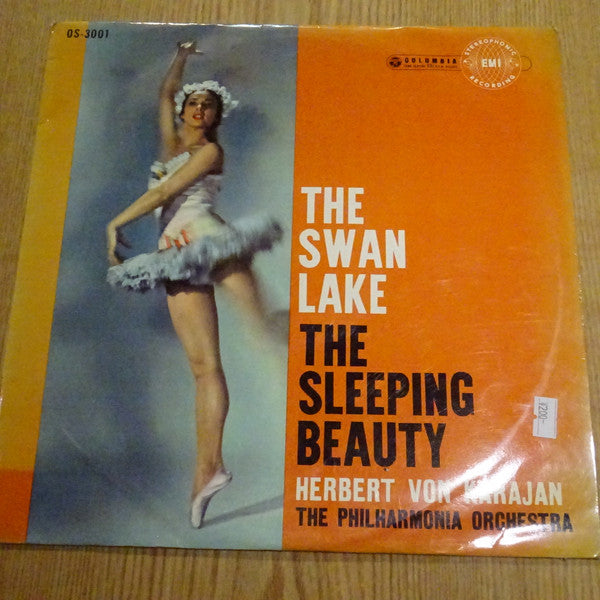 OS-3001
COLUMBIA
STEREOPHONIC
EMI
RECORDING
THE
SWAN
LAKE
THE
SLEEPING
BEAUTY
HERBERT VON KARAJAN
THE PHILHARMONIA ORCHESTRA